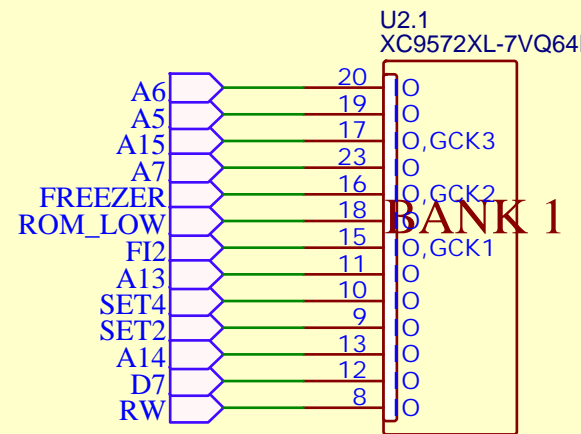 U2.1
XC9572XL-7VQ64
A6 20 IO
A5 19 IO
A15 17 IO,GCK3
A7 23 IO
FREEZER 16 IO,GCK2
ROM_LOW 18 IO
BANK 1
FI2 15 IO,GCK1
A13 11 IO
SET4 10 IO
SET2 9 IO
A14 13 IO
D7 12 IO
RW 8 IO